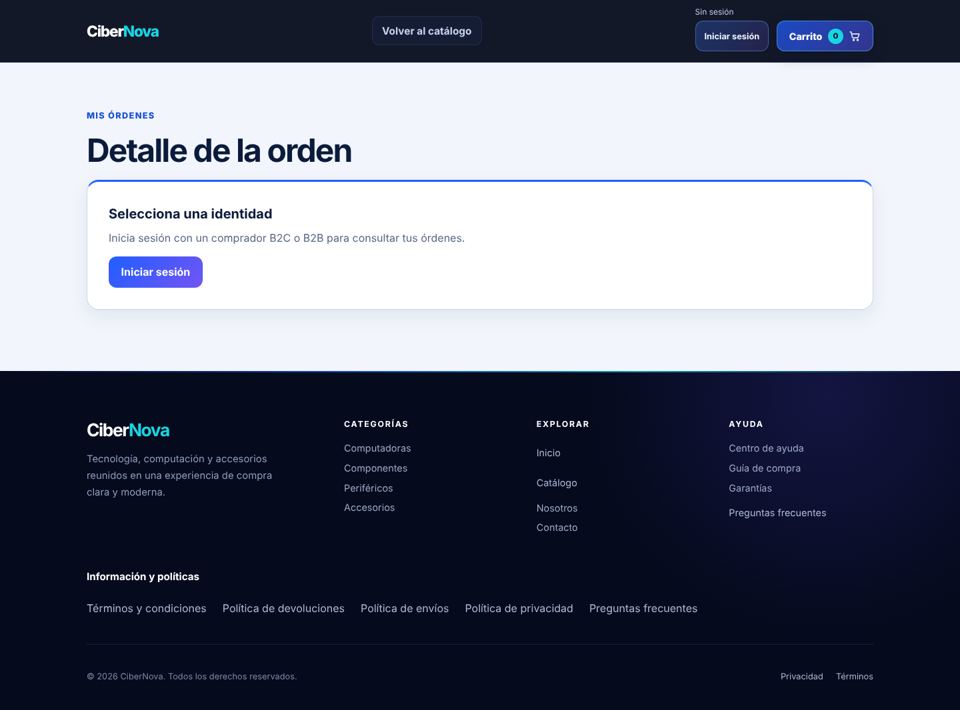 CiberNova
Volver al catálogo
Sin sesión
Iniciar sesión
Carrito 0
MIS ÓRDENES
Detalle de la orden
Selecciona una identidad
Inicia sesión con un comprador B2C o B2B para consultar tus órdenes.
Iniciar sesión
CiberNova
Tecnología, computación y accesorios
reunidos en una experiencia de compra
clara y moderna.
CATEGORÍAS
Computadoras
Componentes
Periféricos
Accesorios
EXPLORAR
Inicio
Catálogo
Nosotros
Contacto
AYUDA
Centro de ayuda
Guía de compra
Garantías
Preguntas frecuentes
Información y políticas
Términos y condiciones Política de devoluciones Política de envíos Política de privacidad Preguntas frecuentes
© 2026 CiberNova. Todos los derechos reservados.
Privacidad Términos